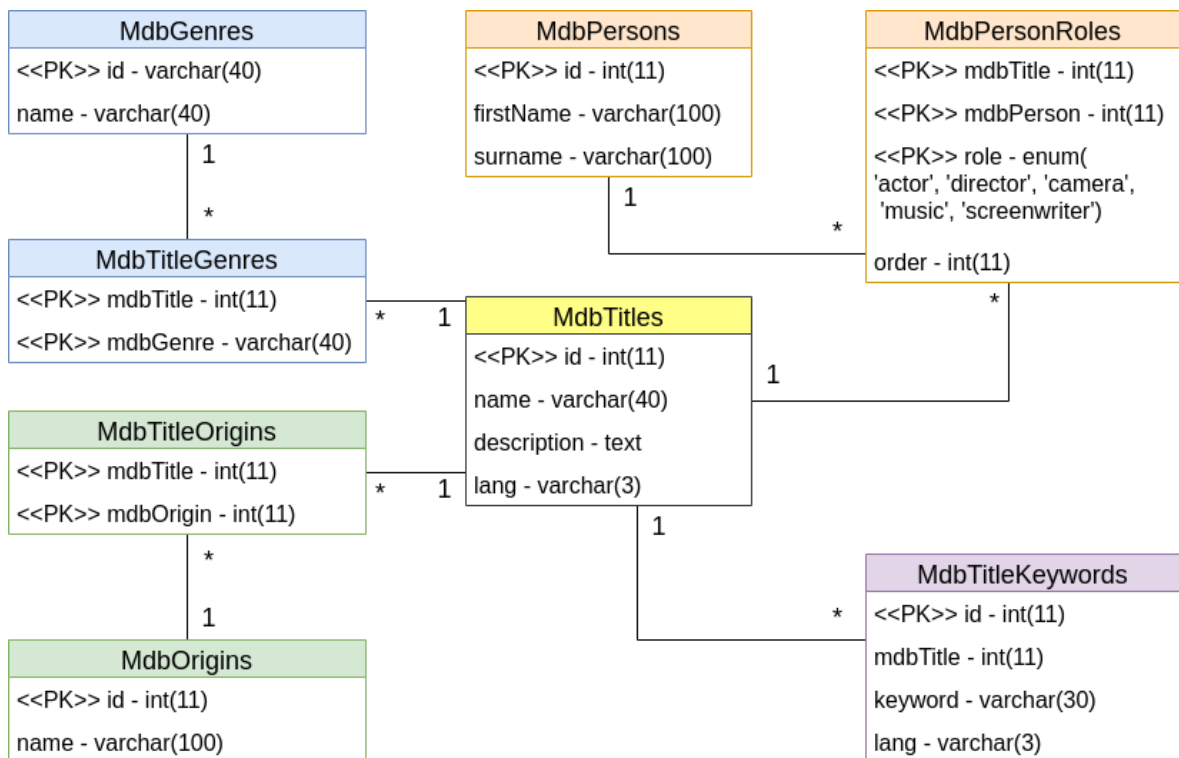 MdbGenres
<<PK>> id - varchar(40)
name - varchar(40)
1
*
MdbPersons
<<PK>> id - int(11)
firstName - varchar(100)
surname - varchar(100)
1
*
MdbPersonRoles
<<PK>> mdbTitle - int(11)
<<PK>> mdbPerson - int(11)
<<PK>> role - enum(
'actor', 'director', 'camera',
'music', 'screenwriter')
order - int(11)
*
1
MdbTitleGenres
<<PK>> mdbTitle - int(11)
<<PK>> mdbGenre - varchar(40)
*
1
MdbTitles
<<PK>> id - int(11)
name - varchar(40)
description - text
lang - varchar(3)
MdbTitleOrigins
<<PK>> mdbTitle - int(11)
<<PK>> mdbOrigin - int(11)
*
1
*
1
MdbOrigins
<<PK>> id - int(11)
name - varchar(100)
1
*
MdbTitleKeywords
<<PK>> id - int(11)
mdbTitle - int(11)
keyword - varchar(30)
lang - varchar(3)